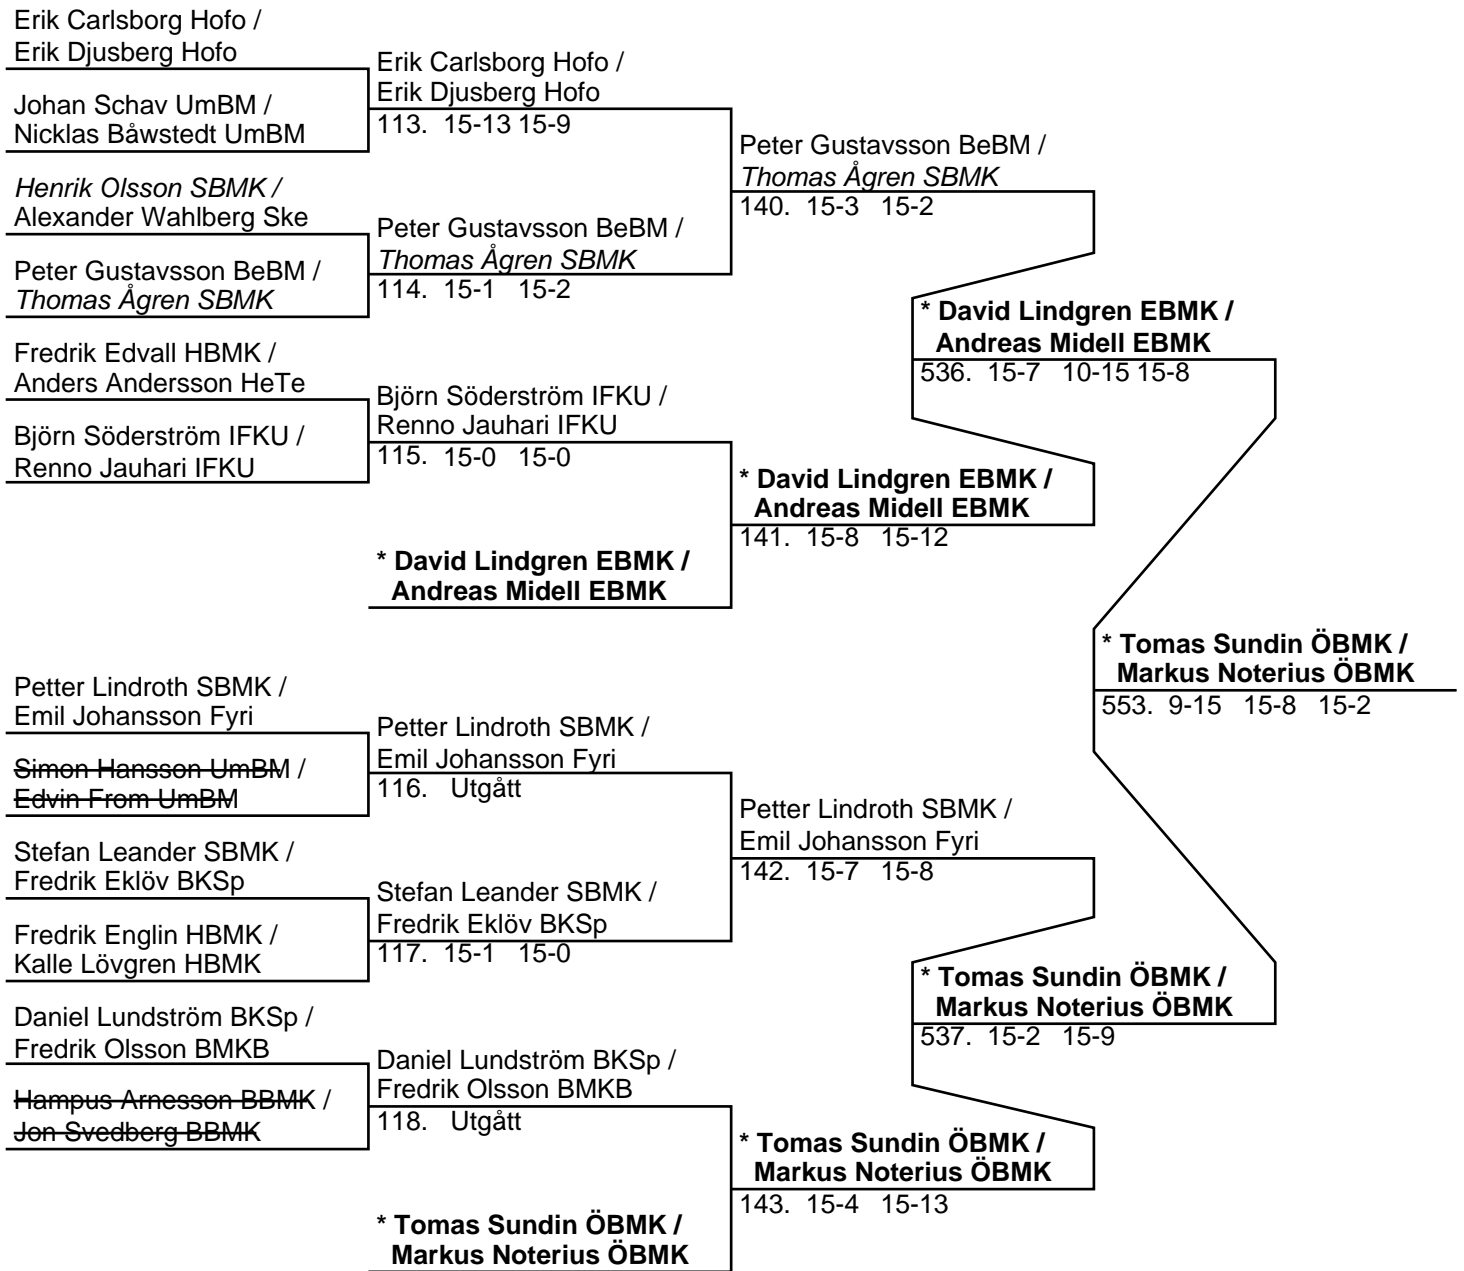 Erik Carlsborg Hofo /
Erik Djusberg Hofo
Johan Schav UmBM /
Nicklas Båwstedt UmBM
Henrik Olsson SBMK /
Alexander Wahlberg Ske
Peter Gustavsson BeBM /
Thomas Ågren SBMK
Fredrik Edvall HBMK /
Anders Andersson HeTe
Björn Söderström IFKU /
Renno Jauhari IFKU
Petter Lindroth SBMK /
Emil Johansson Fyri
Simon Hansson UmBM /
Edvin From UmBM
Stefan Leander SBMK /
Fredrik Eklöv BKSp
Fredrik Englin HBMK /
Kalle Lövgren HBMK
Daniel Lundström BKSp /
Fredrik Olsson BMKB
Hampus Arnesson BBMK /
Jon Svedberg BBMK
Erik Carlsborg Hofo /
Erik Djusberg Hofo
113. 15-13 15-9
Peter Gustavsson BeBM /
Thomas Ågren SBMK
114. 15-1 15-2
Björn Söderström IFKU /
Renno Jauhari IFKU
115. 15-0 15-0
* David Lindgren EBMK /
Andreas Midell EBMK
Petter Lindroth SBMK /
Emil Johansson Fyri
116. Utgått
Stefan Leander SBMK /
Fredrik Eklöv BKSp
117. 15-1 15-0
Daniel Lundström BKSp /
Fredrik Olsson BMKB
118. Utgått
* Tomas Sundin ÖBMK /
Markus Noterius ÖBMK
Peter Gustavsson BeBM /
Thomas Ågren SBMK
140. 15-3 15-2
* David Lindgren EBMK /
Andreas Midell EBMK
141. 15-8 15-12
Petter Lindroth SBMK /
Emil Johansson Fyri
142. 15-7 15-8
* Tomas Sundin ÖBMK /
Markus Noterius ÖBMK
143. 15-4 15-13
* David Lindgren EBMK /
Andreas Midell EBMK
536. 15-7 10-15 15-8
* Tomas Sundin ÖBMK /
Markus Noterius ÖBMK
537. 15-2 15-9
* Tomas Sundin ÖBMK /
Markus Noterius ÖBMK
553. 9-15 15-8 15-2